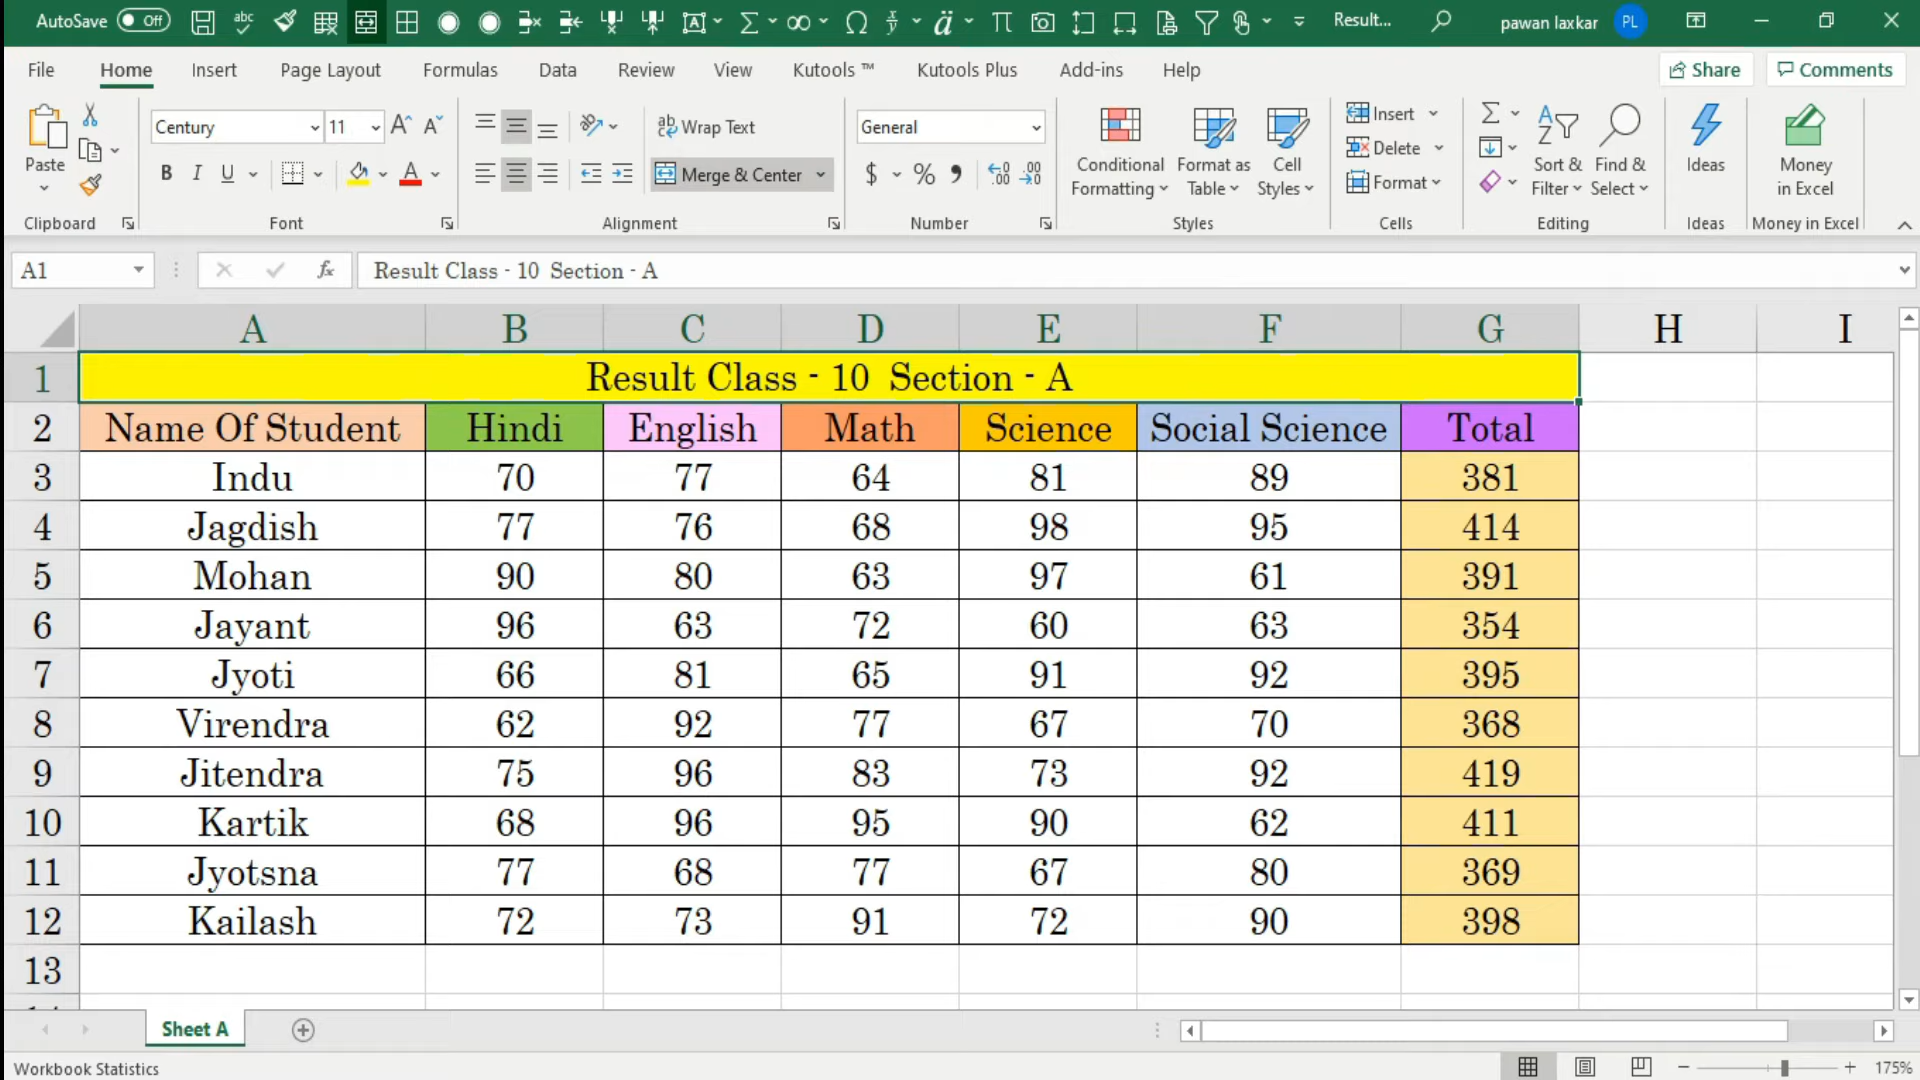 AutoSave Off abc Result... pawan laxkar PL
File Home Insert Page Layout Formulas Data Review View Kutools ™ Kutools Plus Add-ins Help Share Comments
Paste Century 11 A A ab Wrap Text General Conditional Formatting Format as Table Cell Styles Insert Delete Format Sort & Filter Find & Select Ideas Money in Excel
B I U A Merge & Center $ %
Clipboard Font Alignment Number Styles Cells Editing Ideas Money in Excel
A1 fx Result Class - 10 Section - A
A B C D E F G H I
1 Result Class - 10 Section - A
2 Name Of Student Hindi English Math Science Social Science Total
3 Indu 70 77 64 81 89 381
4 Jagdish 77 76 68 98 95 414
5 Mohan 90 80 63 97 61 391
6 Jayant 96 63 72 60 63 354
7 Jyoti 66 81 65 91 92 395
8 Virendra 62 92 77 67 70 368
9 Jitendra 75 96 83 73 92 419
10 Kartik 68 96 95 90 62 411
11 Jyotsna 77 68 77 67 80 369
12 Kailash 72 73 91 72 90 398
13
Sheet A
Workbook Statistics 175%